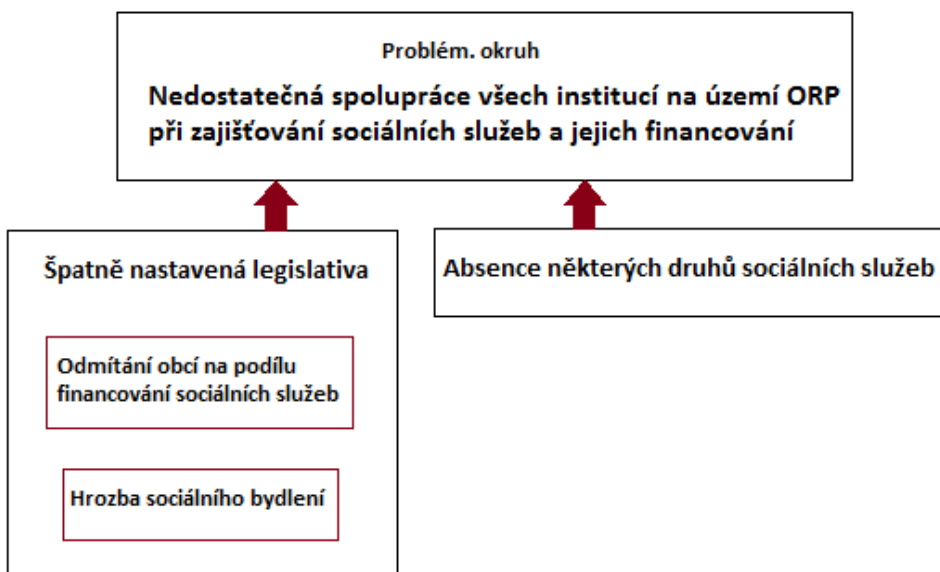 Problém. okruh
Nedostatečná spolupráce všech institucí na území ORP
při zajišťování sociálních služeb a jejich financování
Špatně nastavená legislativa
Odmítání obcí na podílu
financování sociálních služeb
Hrozba sociálního bydlení
Absence některých druhů sociálních služeb